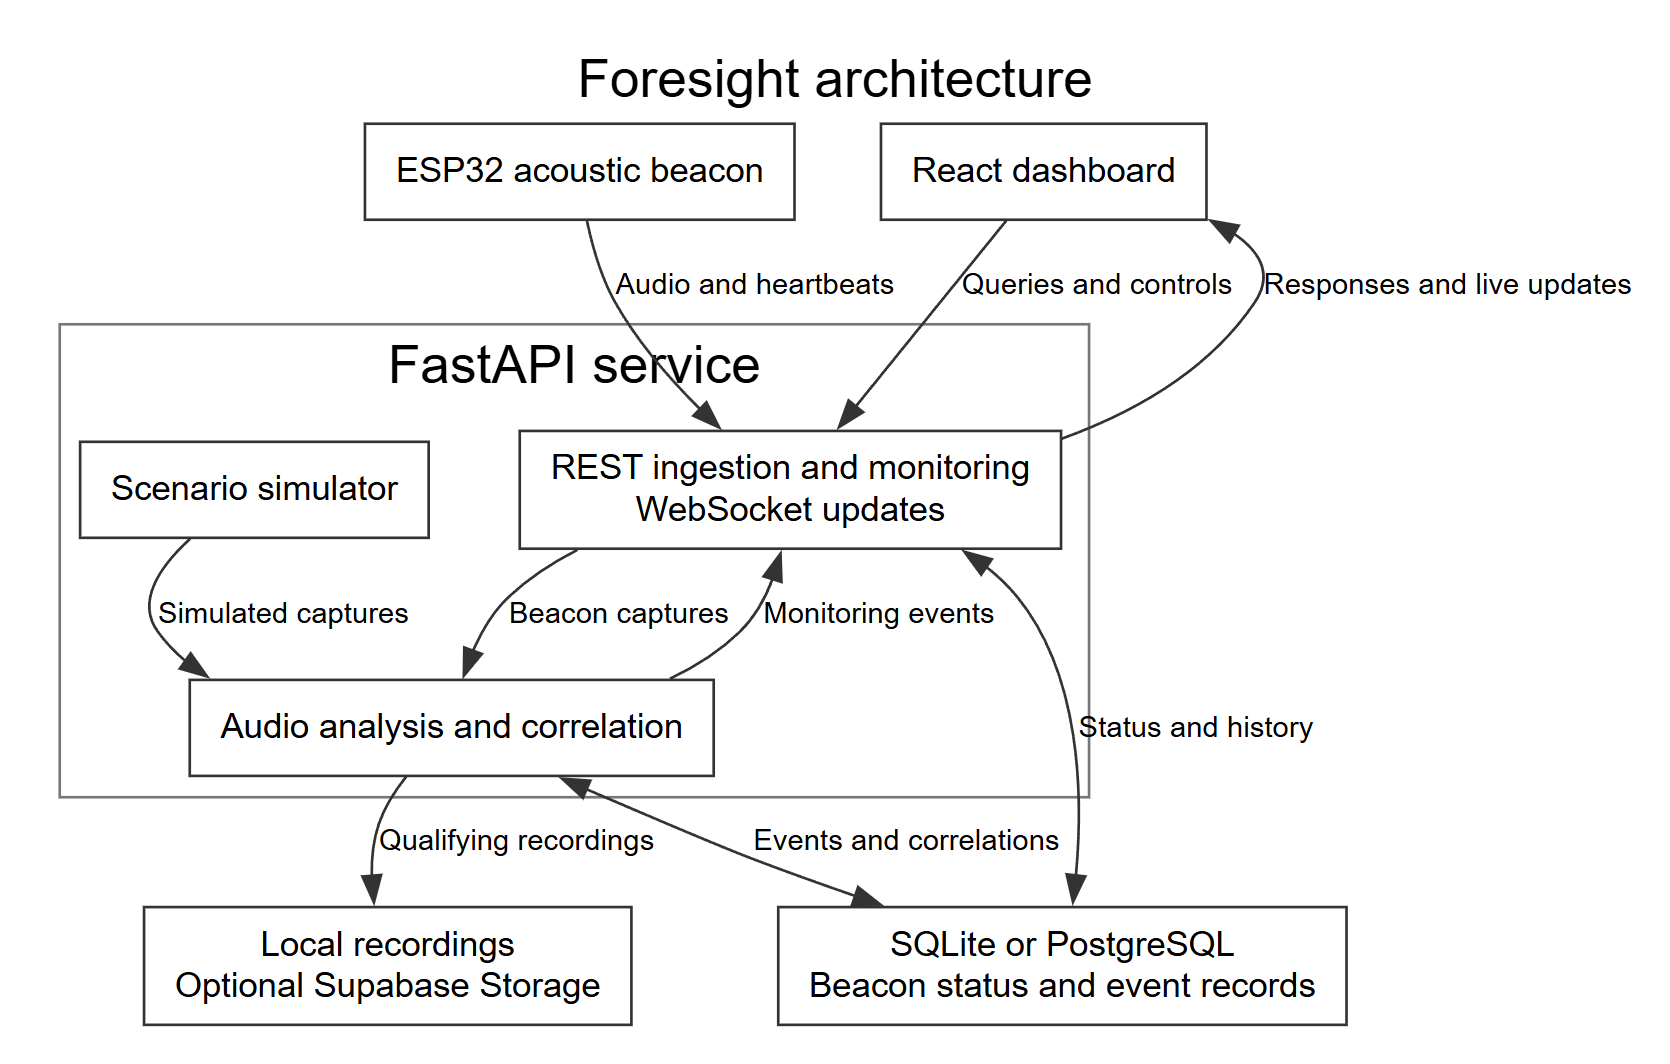 Foresight architecture
ESP32 acoustic beacon
React dashboard
Audio and heartbeats
Queries and controls
Responses and live updates
FastAPI service
Scenario simulator
REST ingestion and monitoring
WebSocket updates
Simulated captures
Beacon captures
Monitoring events
Audio analysis and correlation
Status and history
Qualifying recordings
Events and correlations
Local recordings
Optional Supabase Storage
SQLite or PostgreSQL
Beacon status and event records